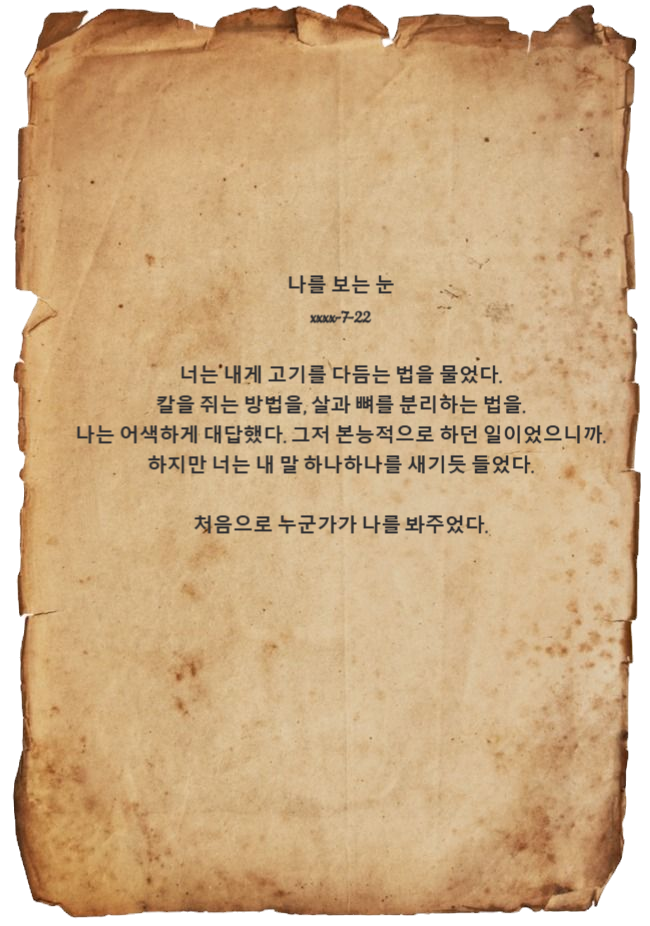 나를 보는 눈
xxxx-7-22
너는 내게 고기를 다듬는 법을 물었다.
칼을 쥐는 방법을, 살과 뼈를 분리하는 법을.
나는 어색하게 대답했다. 그저 본능적으로 하던 일이었으니까.
하지만 너는 내 말 하나하나를 새기듯 들었다.
처음으로 누군가가 나를 봐주었다.